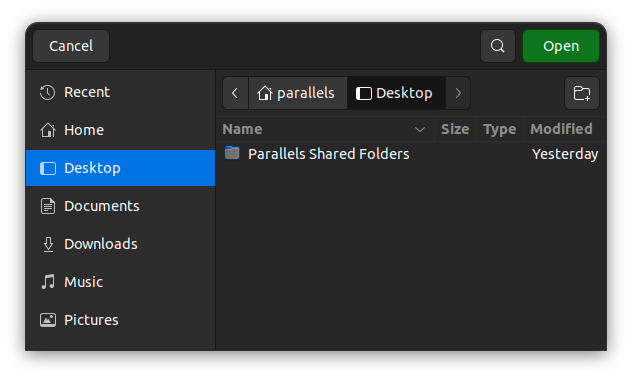 Cancel
Open
Recent
Home
Desktop
Documents
Downloads
Music
Pictures
parallels Desktop
Name Size Type Modified
Parallels Shared Folders Yesterday